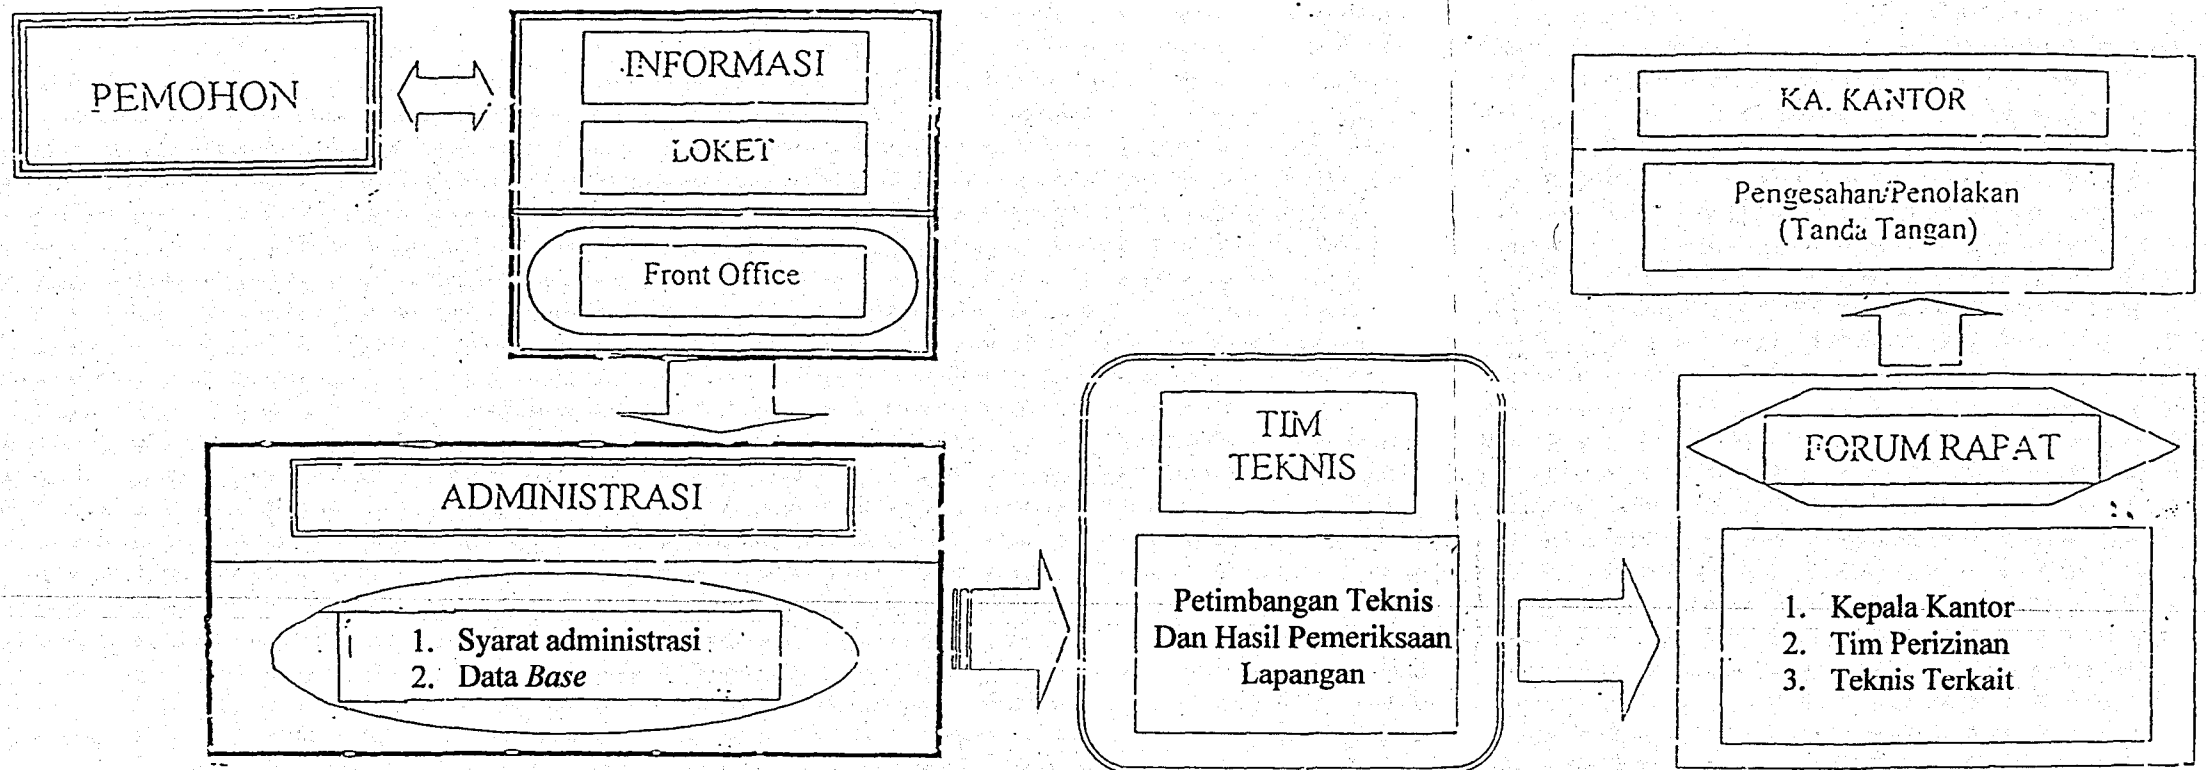 PEMOHON
INFORMASI
LOKET
Front Office
ADMINISTRASI
1. Syarat administrasi
2. Data Base
TIM
TEKNIS
Petimbangan Teknis
Dan Hasil Pemeriksaan
Lapangan
FORUM RAPAT
1. Kepala Kantor
2. Tim Perizinan
3. Teknis Terkait
KA. KANTOR
Pengesahan/Penolakan
(Tanda Tangan)